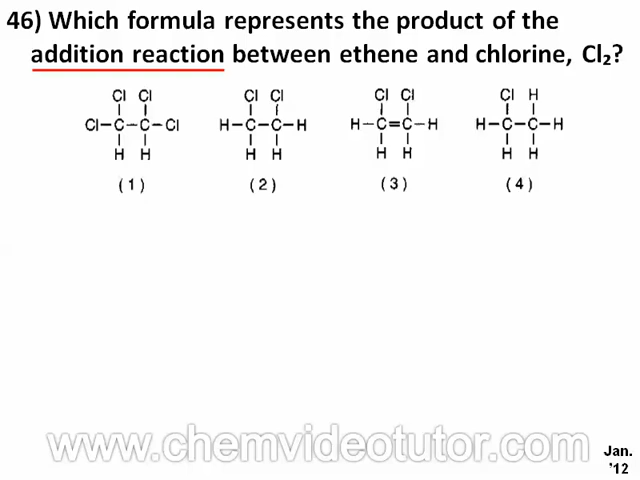 46) Which formula represents the product of the
addition reaction between ethene and chlorine, Cl₂?
Cl Cl Cl Cl Cl Cl Cl H
Cl-C-C-Cl H-C-C-H H-C=C-H H-C-C-H
H H H H H H H H
(1) (2) (3) (4)
www.chemvideotutor.com
Jan.
'12